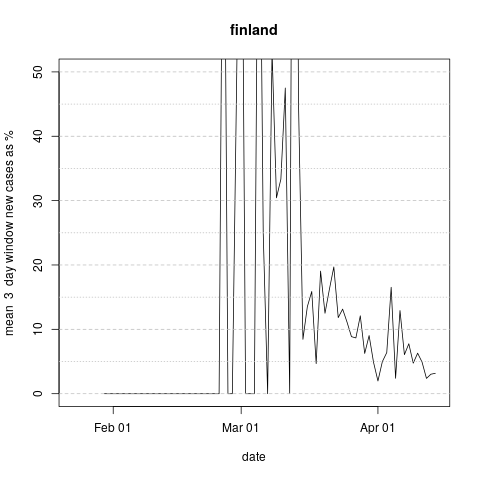 finland
mean  3  day window new cases as %
50
40
30
20
10
0
Feb 01
Mar 01
Apr 01
date